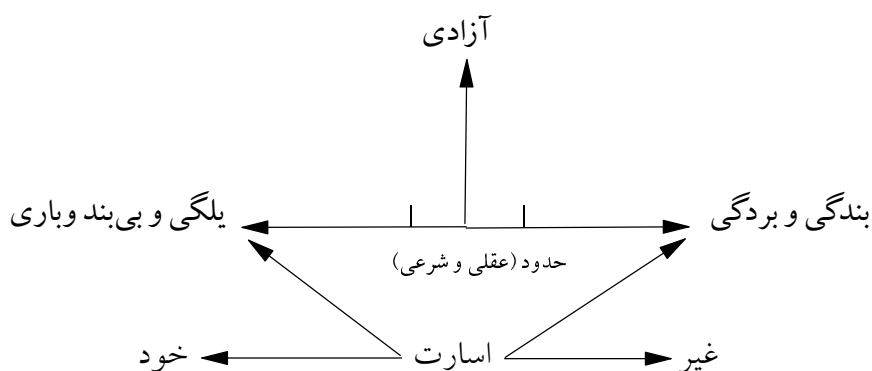 آزادی
بندگی و بردگی
یلگی و بی‌بند وباری
حدود (عقلی و شرعی)
غیر
اسارت
خود